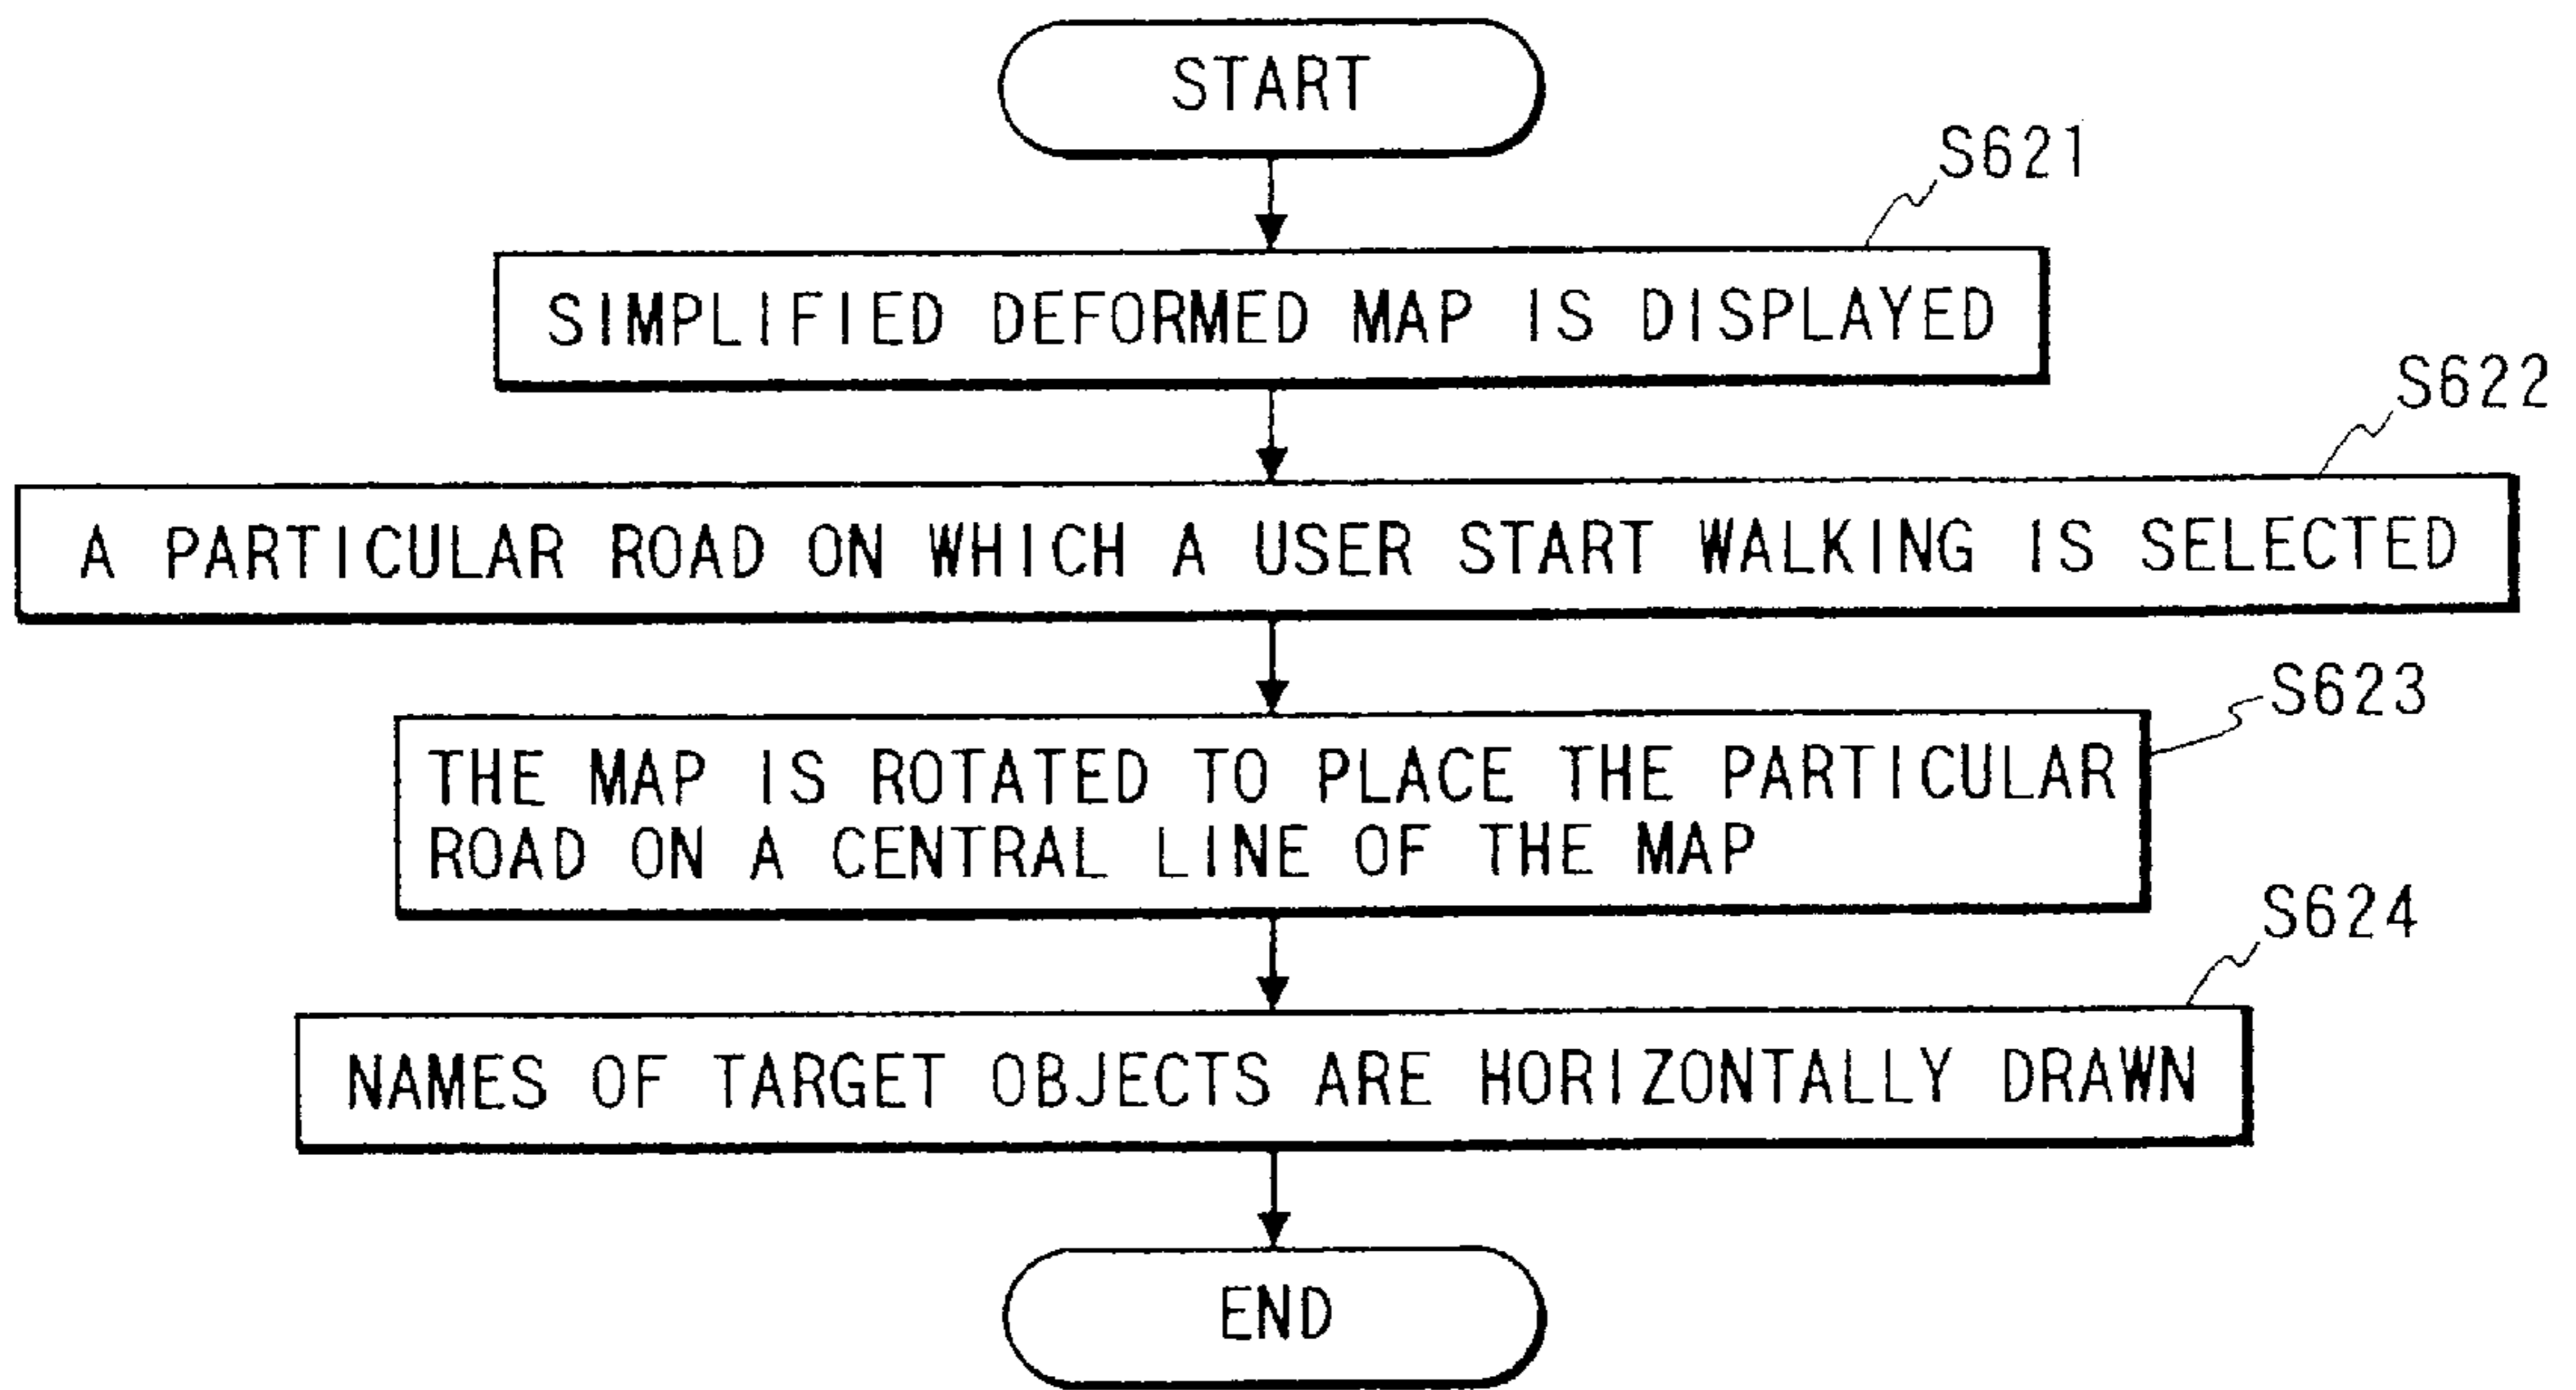 START
S621
SIMPLIFIED DEFORMED MAP IS DISPLAYED
S622
A PARTICULAR ROAD ON WHICH A USER START WALKING IS SELECTED
S623
THE MAP IS ROTATED TO PLACE THE PARTICULAR
ROAD ON A CENTRAL LINE OF THE MAP
S624
NAMES OF TARGET OBJECTS ARE HORIZONTALLY DRAWN
END